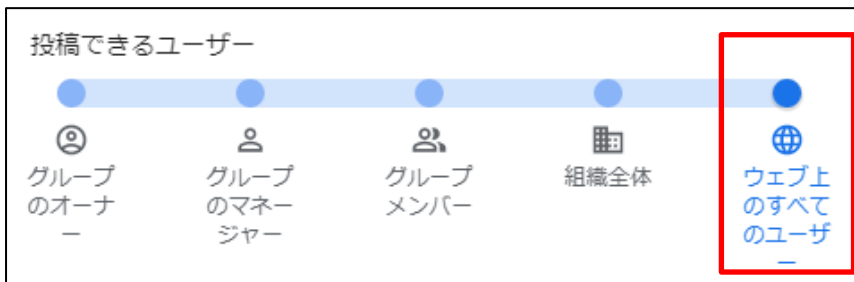 投稿できるユーザー
グループ
のオーナ
ー
グループ
のマネー
ジャー
グループ
メンバー
組織全体
ウェブ上
のすべて
のユーザ
ー